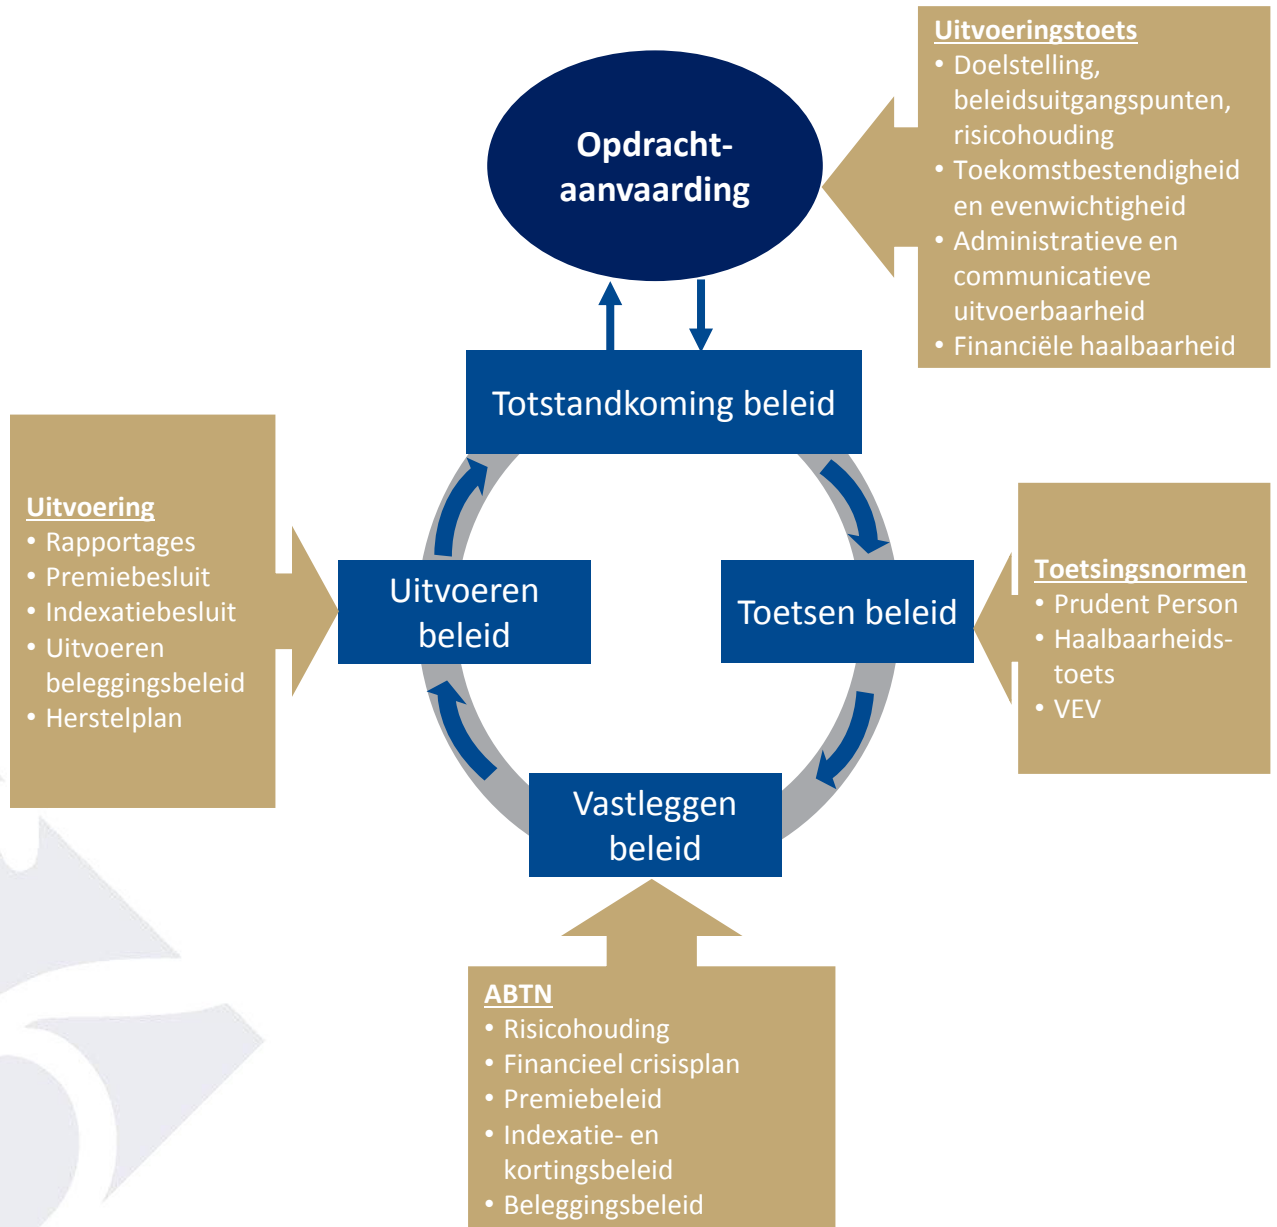 Uitvoeringstoets
• Doelstelling,
beleidsuitgangspunten,
risicohouding
• Toekomstbestendigheid
en evenwichtigheid
• Administratieve en
communicatieve
uitvoerbaarheid
• Financiële haalbaarheid
Opdracht-
aanvaarding
Totstandkoming beleid
Uitvoering
• Rapportages
• Premiebesluit
• Indexatiebesluit
• Uitvoeren
beleggingsbeleid
• Herstelplan
Uitvoeren
beleid
Toetsen beleid
Toetsingsnormen
• Prudent Person
• Haalbaarheids-
toets
• VEV
Vastleggen
beleid
ABTN
• Risicohouding
• Financieel crisisplan
• Premiebeleid
• Indexatie- en
kortingsbeleid
• Beleggingsbeleid